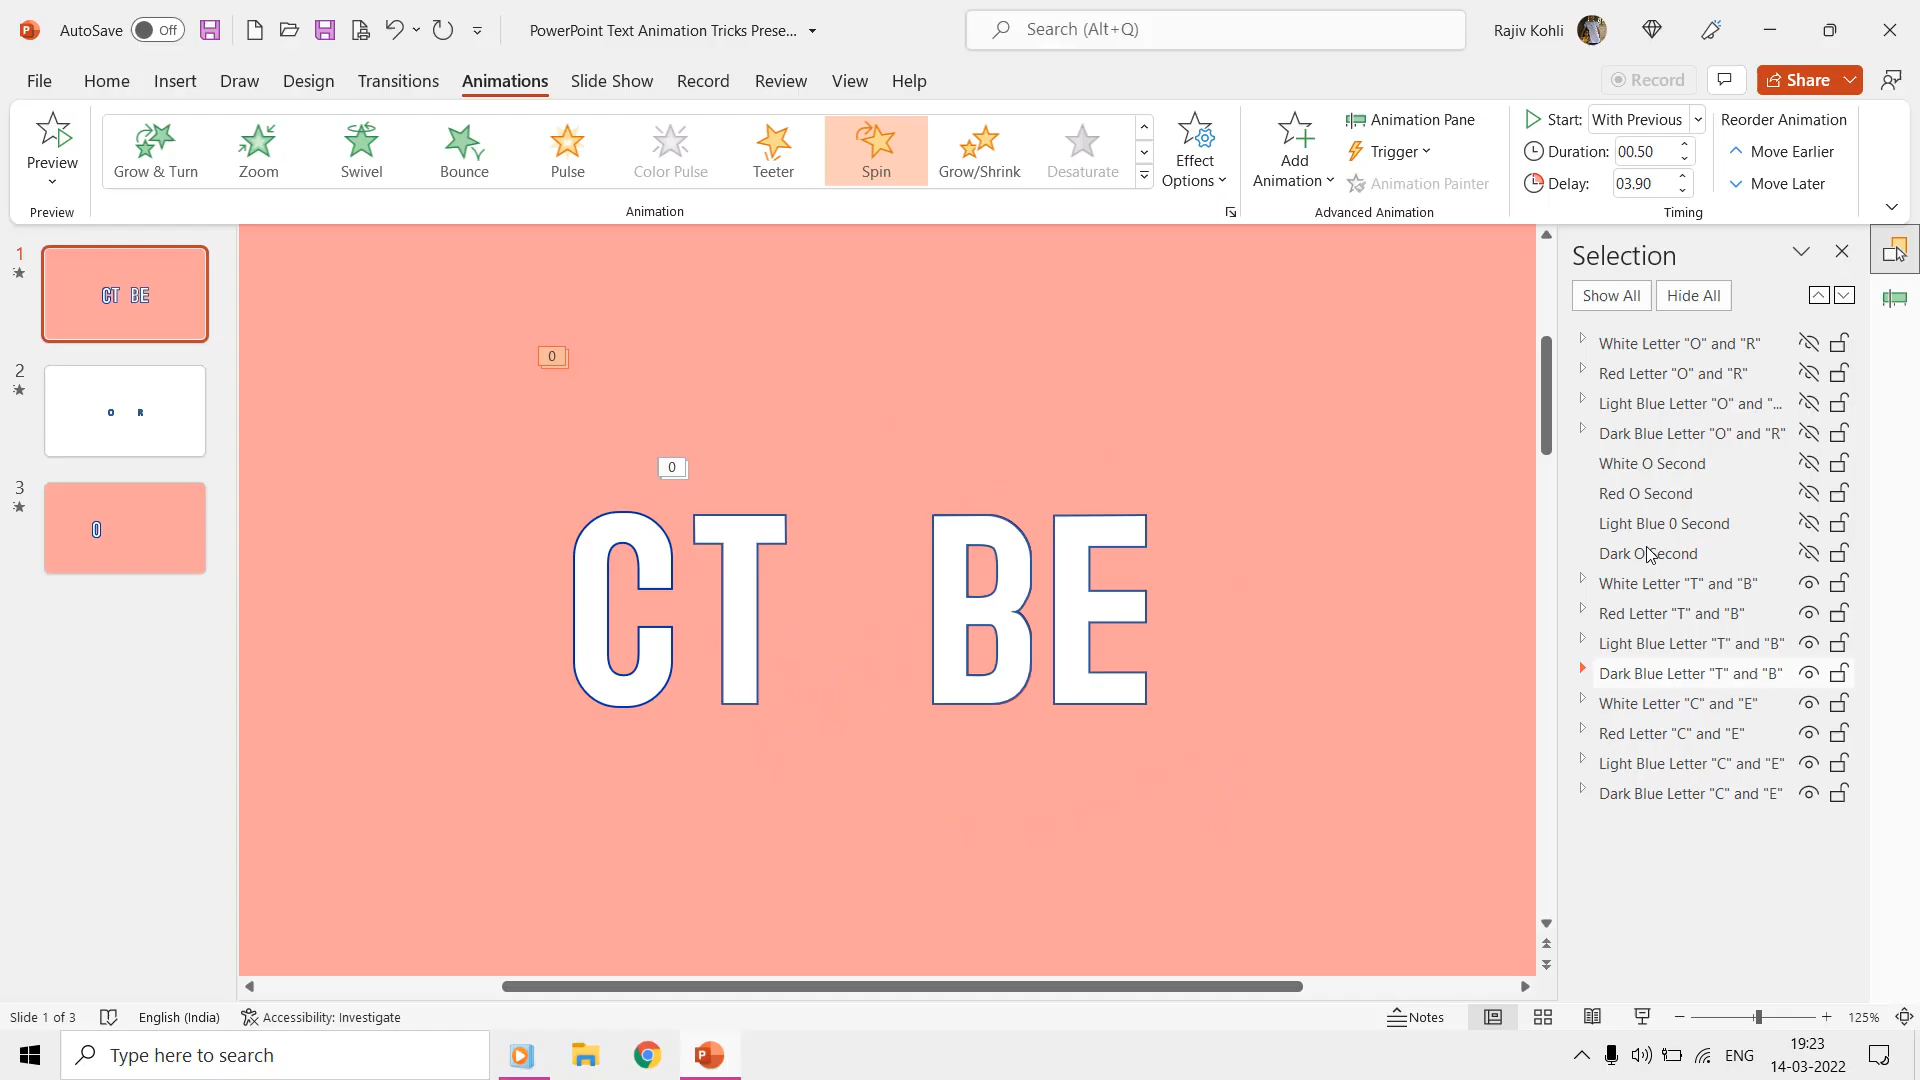 AutoSave Off
PowerPoint Text Animation Tricks Prese...
Search (Alt+Q)
Rajiv Kohli
File Home Insert Draw Design Transitions Animations Slide Show Record Review View Help
Record Share
Preview
Preview
Grow & Turn Zoom Swivel Bounce Pulse Color Pulse Teeter Spin Grow/Shrink Desaturate
Animation
Effect Options
Add Animation
Animation Pane
Trigger
Animation Painter
Advanced Animation
Start: With Previous
Duration: 00.50
Delay: 03.90
Reorder Animation
Move Earlier
Move Later
Timing
1
CT BE
2
O R
3
O
0
0
CT BE
Selection
Show All Hide All
White Letter "O" and "R"
Red Letter "O" and "R"
Light Blue Letter "O" and "...
Dark Blue Letter "O" and "R"
White O Second
Red O Second
Light Blue 0 Second
Dark O Second
White Letter "T" and "B"
Red Letter "T" and "B"
Light Blue Letter "T" and "B"
Dark Blue Letter "T" and "B"
White Letter "C" and "E"
Red Letter "C" and "E"
Light Blue Letter "C" and "E"
Dark Blue Letter "C" and "E"
Slide 1 of 3 English (India) Accessibility: Investigate Notes 125%
Type here to search
ENG
19:23
14-03-2022